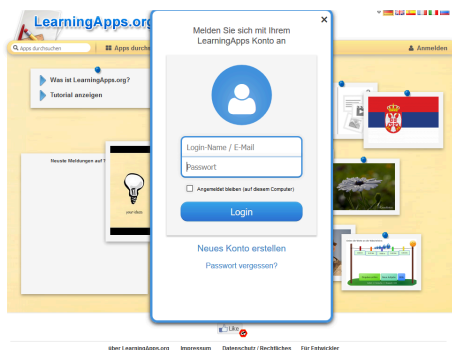 LearningApps.org
Apps durchsuchen
Apps durchs
Anmelden
Was ist LearningApps.org?
Tutorial anzeigen
Neuste Meldungen auf
Melden Sie sich mit Ihrem
LearningApps Konto an
×
Login-Name / E-Mail
Passwort
Angemeldet bleiben (auf diesem Computer)
Login
Neues Konto erstellen
Passwort vergessen?
Like
über LearningApps.org Impressum Datenschutz / Rechtliches Für Entwickler